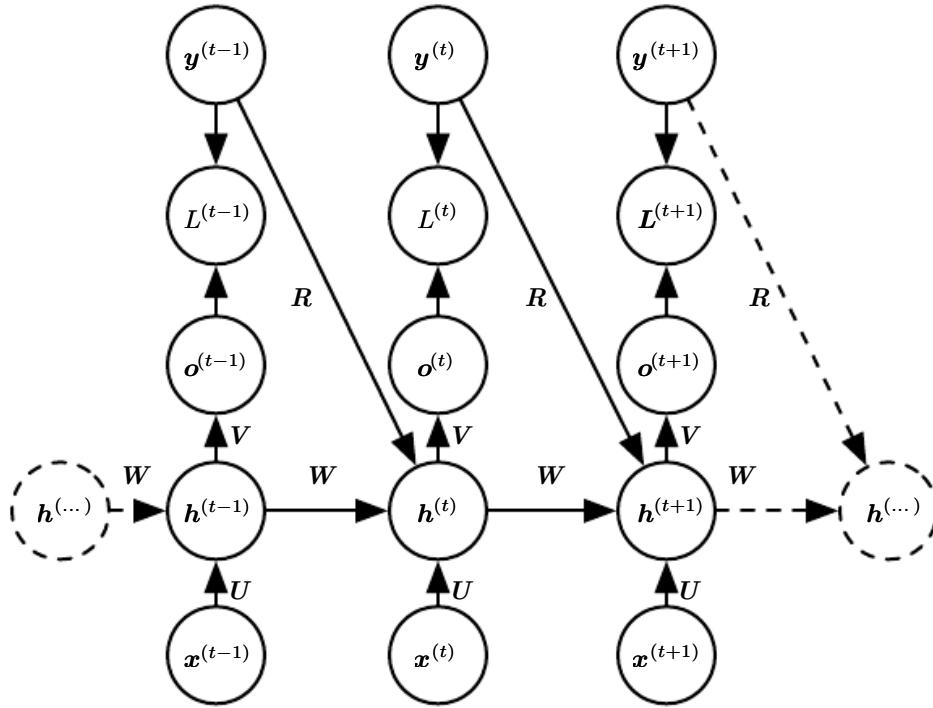 y(t−1) y(t) y(t+1)
L(t−1) L(t) L(t+1)
R R R
o(t−1) o(t) o(t+1)
V V V
W W W W
h(...) h(t−1) h(t) h(t+1) h(...)
U U U
x(t−1) x(t) x(t+1)